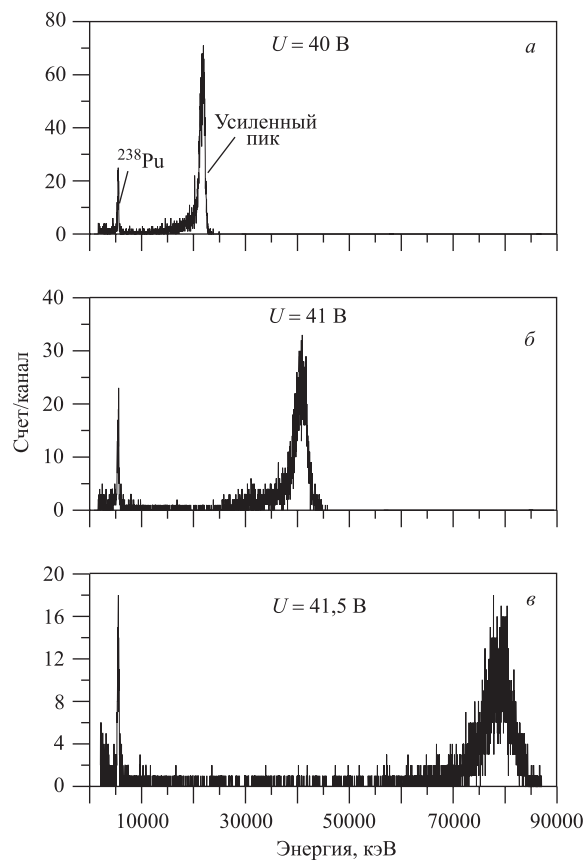 80
U = 40 В
а
60
Усиленный
пик
40
²³⁸Pu
20
0
40
U = 41 В
б
30
20
10
0
Счет/канал
20
U = 41,5 В
в
16
12
8
4
0
10000 30000 50000 70000 90000
Энергия, кэВ